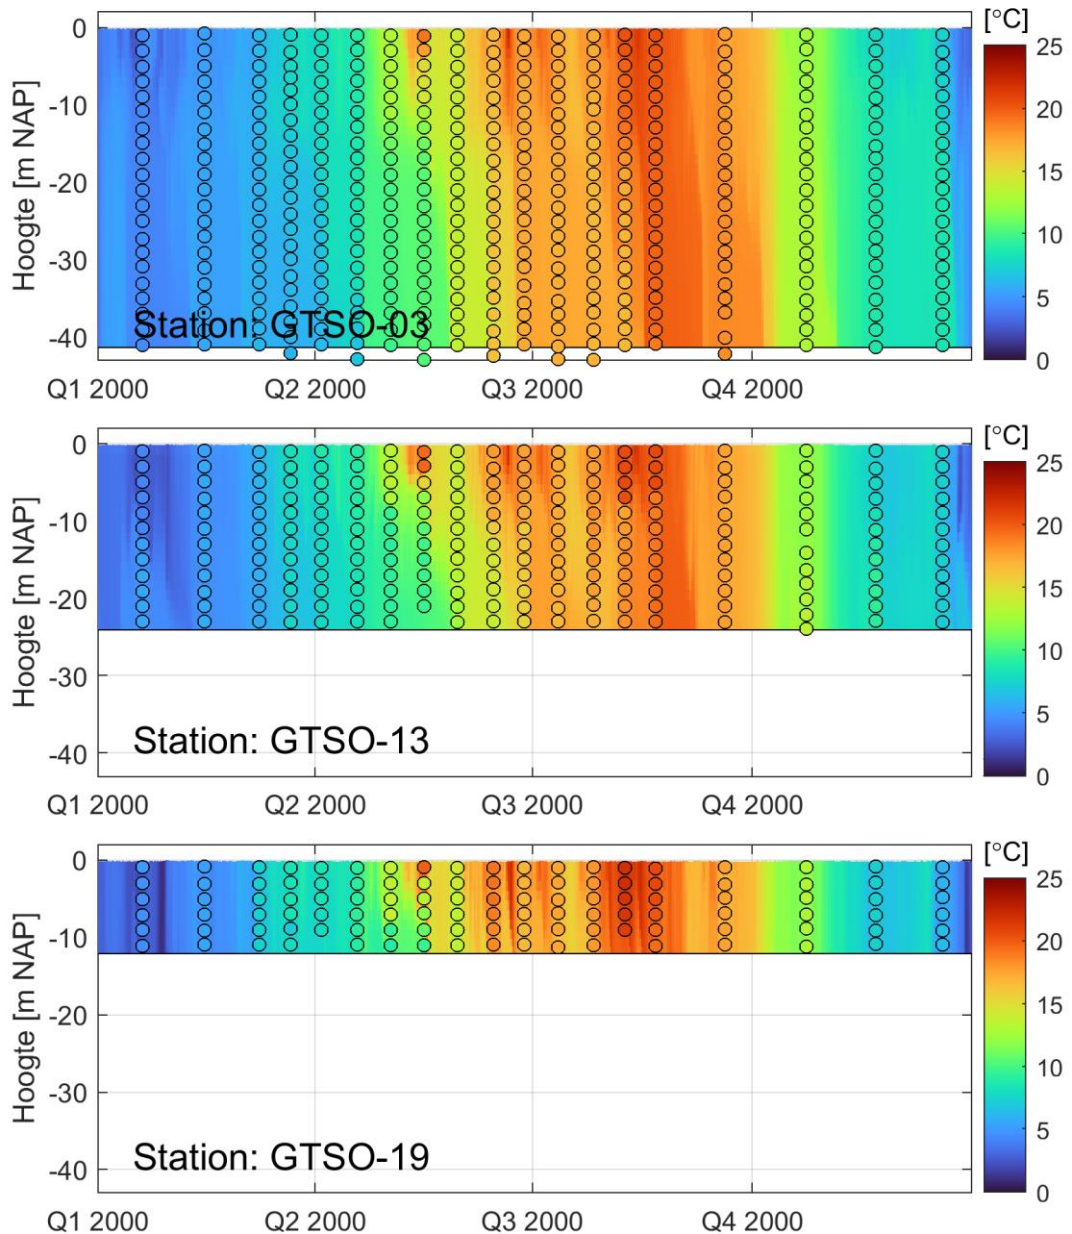 [°C]
0
-10
-20
-30
-40
Hoogte [m NAP]
Station: GTSO-03
Q1 2000
Q2 2000
Q3 2000
Q4 2000
25
20
15
10
5
0
[°C]
0
-10
-20
-30
-40
Hoogte [m NAP]
Station: GTSO-13
Q1 2000
Q2 2000
Q3 2000
Q4 2000
25
20
15
10
5
0
[°C]
0
-10
-20
-30
-40
Hoogte [m NAP]
Station: GTSO-19
Q1 2000
Q2 2000
Q3 2000
Q4 2000
25
20
15
10
5
0